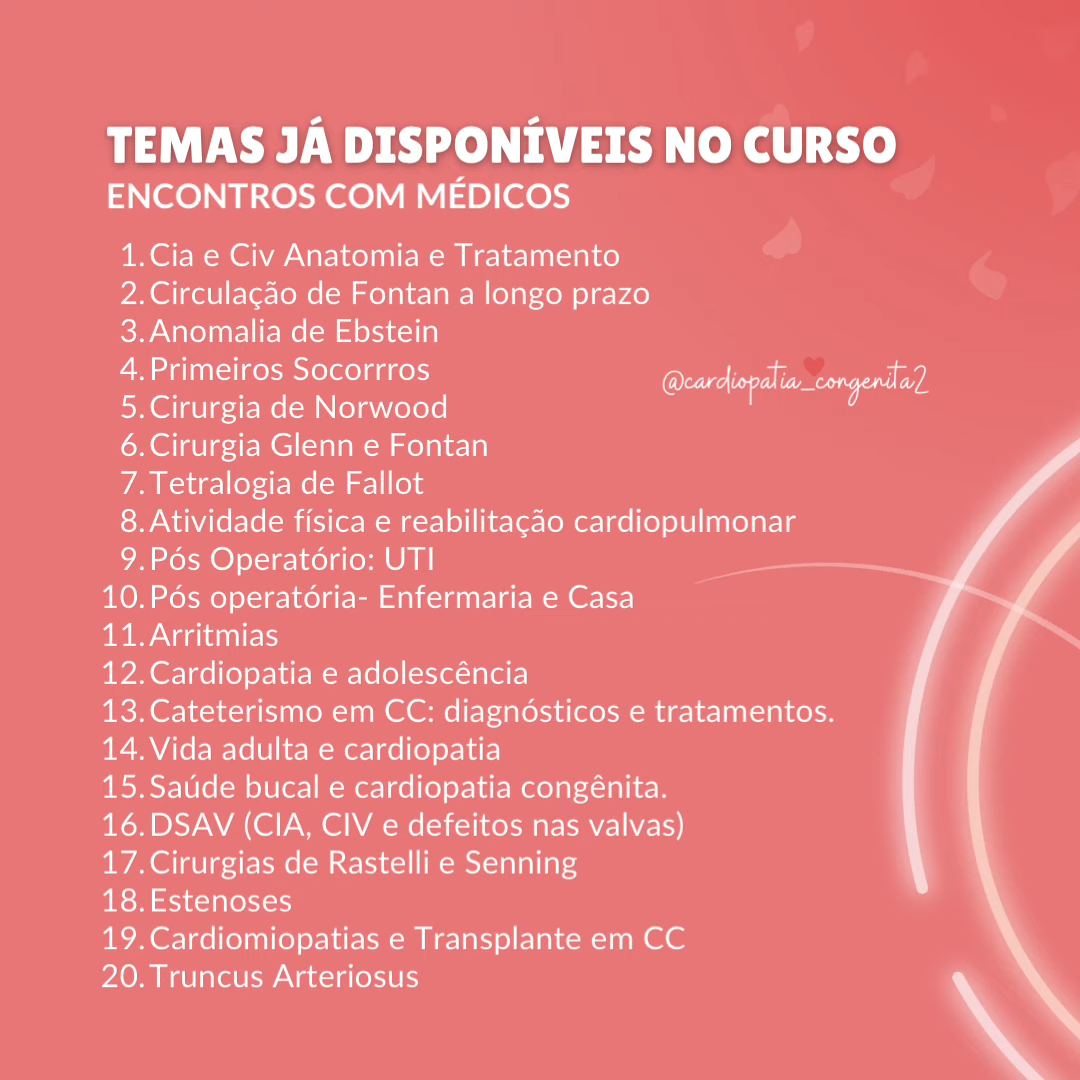 TEMAS JÁ DISPONÍVEIS NO CURSO
ENCONTROS COM MÉDICOS
1. Cia e Civ Anatomia e Tratamento
2. Circulação de Fontan a longo prazo
3. Anomalia de Ebstein
4. Primeiros Socorrros
@cardiopatia_congenita2
5. Cirurgia de Norwood
6. Cirurgia Glenn e Fontan
7. Tetralogia de Fallot
8. Atividade física e reabilitação cardiopulmonar
9. Pós Operatório: UTI
10. Pós operatória- Enfermaria e Casa
11. Arritmias
12. Cardiopatia e adolescência
13. Cateterismo em CC: diagnósticos e tratamentos.
14. Vida adulta e cardiopatia
15. Saúde bucal e cardiopatia congênita.
16. DSAV (CIA, CIV e defeitos nas valvas)
17. Cirurgias de Rastelli e Senning
18. Estenoses
19. Cardiomiopatias e Transplante em CC
20. Truncus Arteriosus